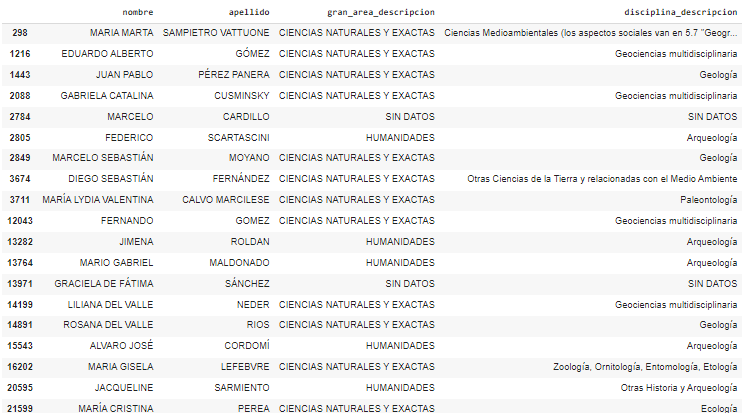 nombre apellido gran_area_descripcion disciplina_descripcion
298 MARIA MARTA SAMPIETRO VATTUONE CIENCIAS NATURALES Y EXACTAS Ciencias Medioambientales (los aspectos sociales van en 5.7 "Geogr...
1216 EDUARDO ALBERTO GÓMEZ CIENCIAS NATURALES Y EXACTAS Geociencias multidisciplinaria
1443 JUAN PABLO PÉREZ PANERA CIENCIAS NATURALES Y EXACTAS Geología
2088 GABRIELA CATALINA CUSMINSKY CIENCIAS NATURALES Y EXACTAS Geociencias multidisciplinaria
2784 MARCELO CARDILLO SIN DATOS SIN DATOS
2805 FEDERICO SCARTASCINI HUMANIDADES Arqueología
2849 MARCELO SEBASTIÁN MOYANO CIENCIAS NATURALES Y EXACTAS Geología
3674 DIEGO SEBASTIÁN FERNÁNDEZ CIENCIAS NATURALES Y EXACTAS Otras Ciencias de la Tierra y relacionadas con el Medio Ambiente
3711 MARÍA LYDIA VALENTINA CALVO MARCILESE CIENCIAS NATURALES Y EXACTAS Paleontología
12043 FERNANDO GOMEZ CIENCIAS NATURALES Y EXACTAS Geociencias multidisciplinaria
13282 JIMENA ROLDAN HUMANIDADES Arqueología
13764 MARIO GABRIEL MALDONADO HUMANIDADES Arqueología
13971 GRACIELA DE FÁTIMA SÁNCHEZ SIN DATOS SIN DATOS
14199 LILIANA DEL VALLE NEDER CIENCIAS NATURALES Y EXACTAS Geociencias multidisciplinaria
14891 ROSANA DEL VALLE RIOS CIENCIAS NATURALES Y EXACTAS Geología
15543 ALVARO JOSÉ CORDOMÍ HUMANIDADES Arqueología
16202 MARIA GISELA LEFEBVRE CIENCIAS NATURALES Y EXACTAS Zoología, Ornitología, Entomología, Etología
20595 JACQUELINE SARMIENTO HUMANIDADES Otras Historia y Arqueología
21599 MARÍA CRISTINA PEREA CIENCIAS NATURALES Y EXACTAS Ecología